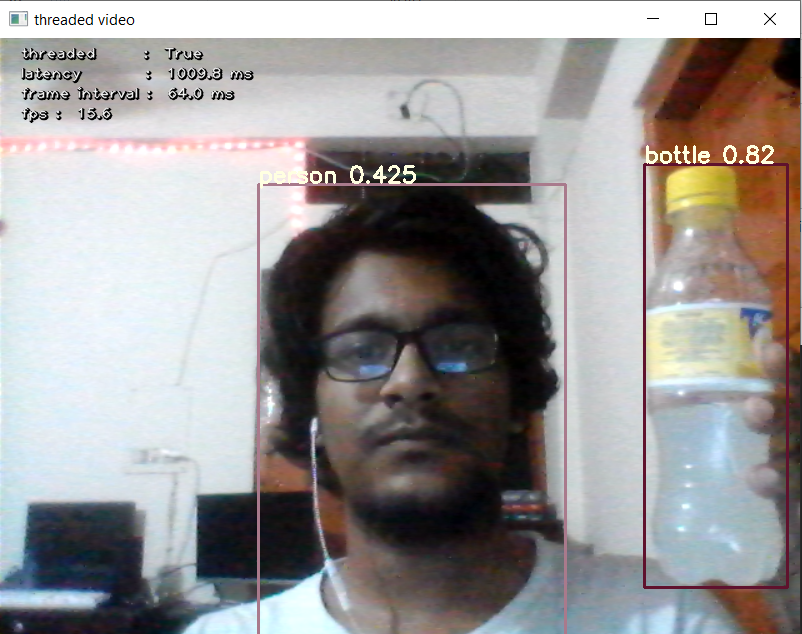 threaded video
threaded : True
latency : 1009.8 ms
frame interval : 64.0 ms
fps : 15.6
bottle 0.82
person 0.425